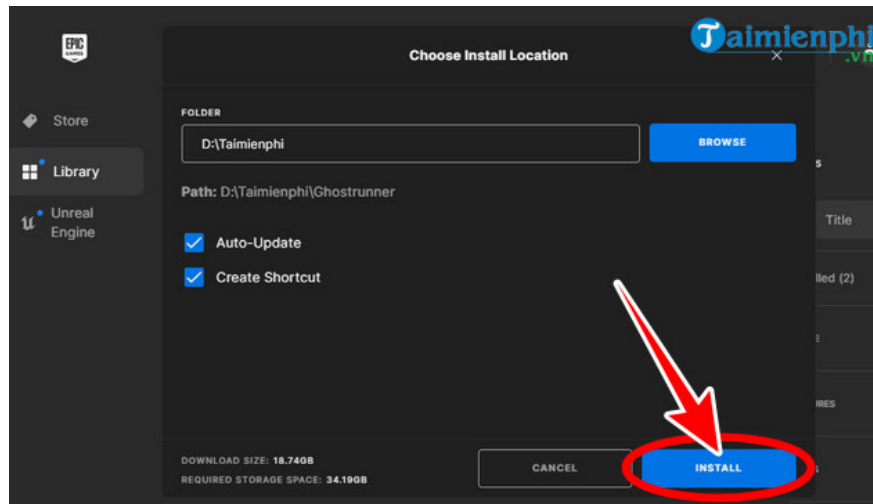 EPIC
GAMES
Taimienphi
.vn
Choose Install Location
Store
Library
Unreal
Engine
FOLDER
D:\Taimienphi
BROWSE
Path: D:\Taimienphi\Ghostrunner
Auto-Update
Create Shortcut
Title
lled (2)
E
RES
S
DOWNLOAD SIZE: 18.74GB
REQUIRED STORAGE SPACE: 34.19GB
CANCEL
INSTALL